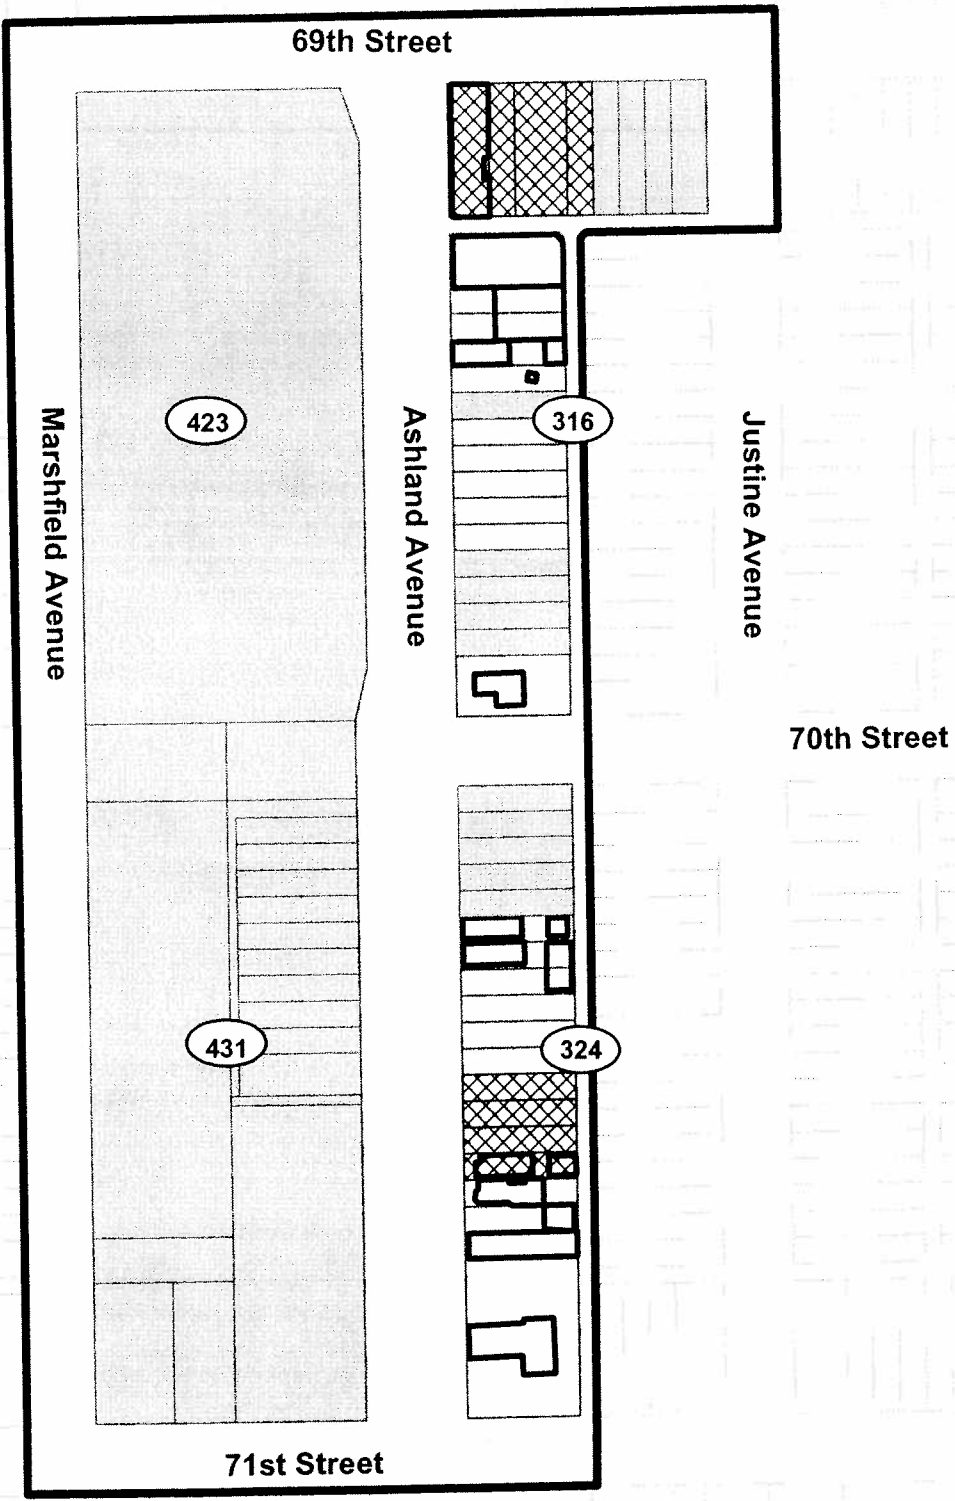 69th Street
423
316
Marshfield Avenue
Ashland Avenue
Justine Avenue
70th Street
431
324
71st Street